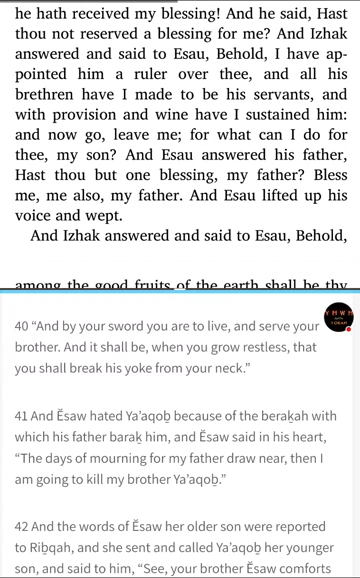 he hath received my blessing! And he said, Hast
thou not reserved a blessing for me? And Izhak
answered and said to Esau, Behold, I have ap-
pointed him a ruler over thee, and all his
brethren have I made to be his servants, and
with provision and wine have I sustained him:
and now go, leave me; for what can I do for
thee, my son? And Esau answered his father,
Hast thou but one blessing, my father? Bless
me, me also, my father. And Esau lifted up his
voice and wept.
And Izhak answered and said to Esau, Behold,
among the good fruits of the earth shall be thy
40 “And by your sword you are to live, and serve your
brother. And it shall be, when you grow restless, that
you shall break his yoke from your neck.”
41 And Ěsaw hated Ya‛aqoḇ because of the beraḵah with
which his father baraḵ him, and Ěsaw said in his heart,
“The days of mourning for my father draw near, then I
am going to kill my brother Ya‛aqoḇ.”
42 And the words of Ěsaw her older son were reported
to Riḇqah, and she sent and called Ya‛aqoḇ her younger
son, and said to him, “See, your brother Ěsaw comforts